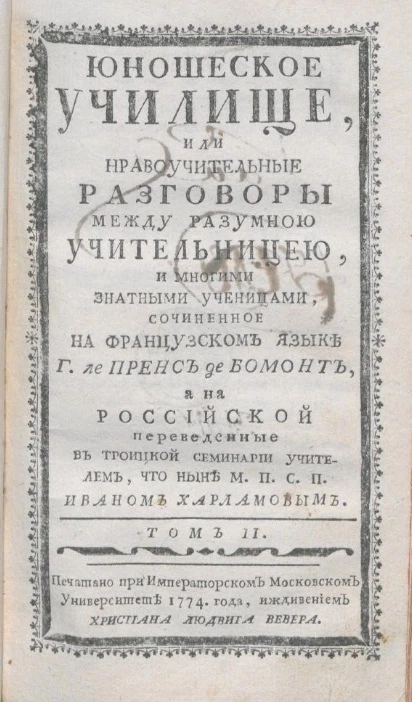 ЮНОШЕСКОЕ
УЧИЛИЩЕ,
ИЛИ
НРАВОУЧИТЕЛЬНЫЕ
РАЗГОВОРЫ
МЕЖДУ РАЗУМНОЮ
УЧИТЕЛЬНИЦЕЮ,
И МНОГИМИ
ЗНАТНЫМИ УЧЕНИЦАМИ,
СОЧИНЕННОЕ
НА ФРАНЦУЗСКОМЪ ЯЗЫКѢ
Г. ле ПРЕНСЪ де БОМОНТЪ,
а на
РОССІЙСКОЙ
переведенные
ВЪ ТРОИЦКОЙ СЕМИНАРІИ УЧИТЕ-
ЛЕМЪ, ЧТО НЫНѢ М. П. С. П.
ИВАНОМЪ ХАРЛАМОВЫМЪ.
ТОМЪ II.
Печатано при Императорскомъ Московскомъ
Университетѣ 1774. года, иждивеніемъ
ХРИСТІАНА ЛЮДВИГА ВЕВЕРА.